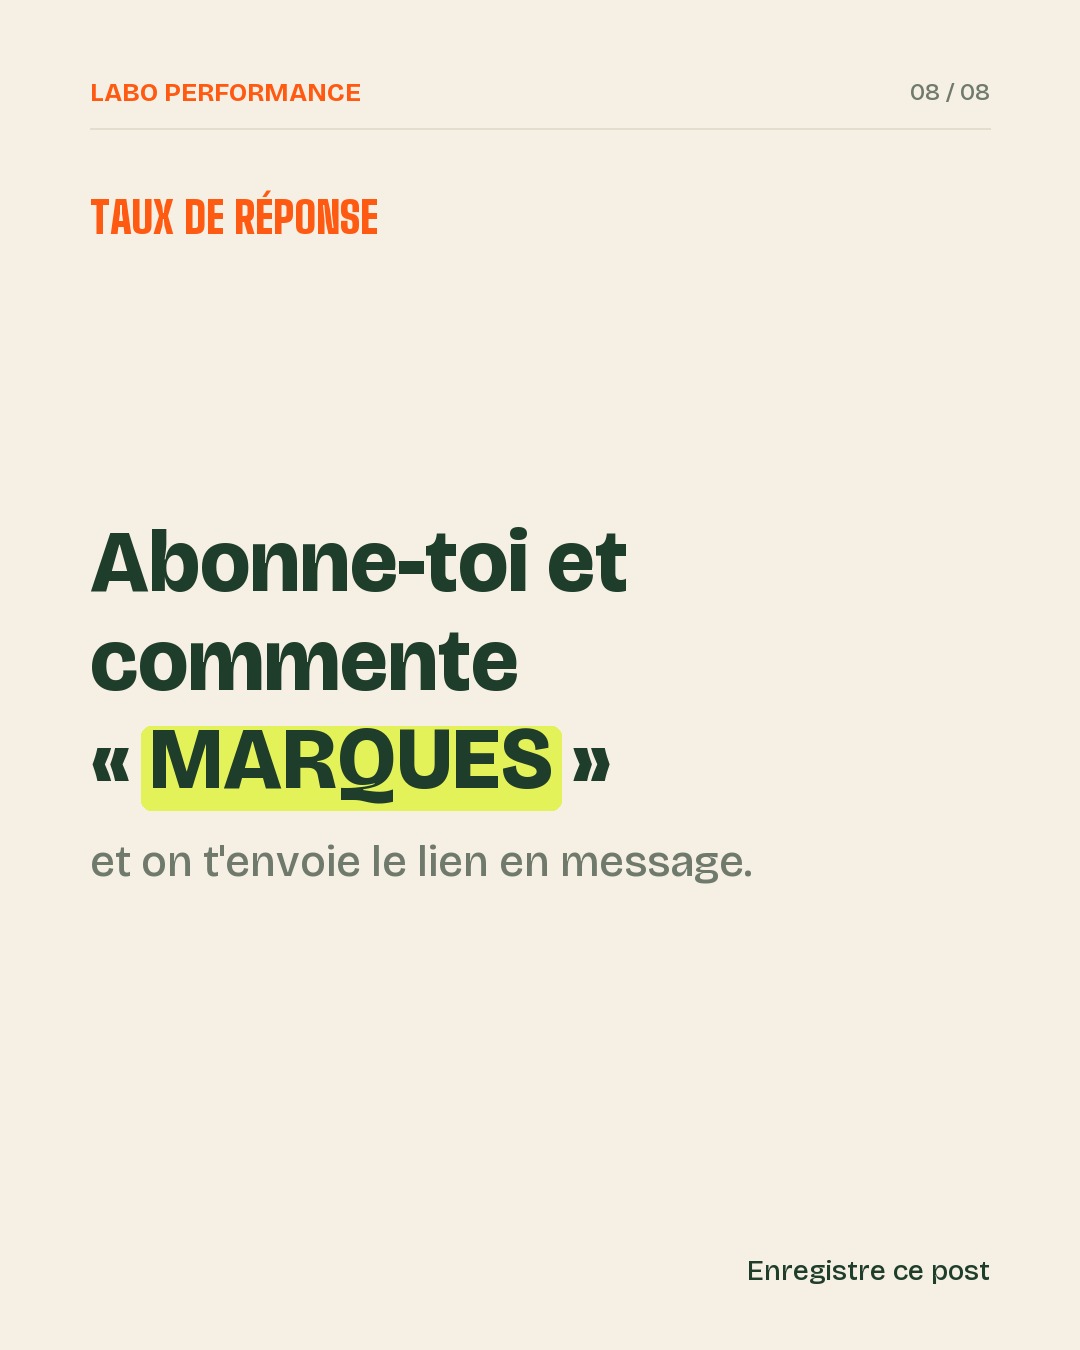 LABO PERFORMANCE
08 / 08
TAUX DE RÉPONSE
Abonne-toi et
commente
« MARQUES »
et on t'envoie le lien en message.
Enregistre ce post